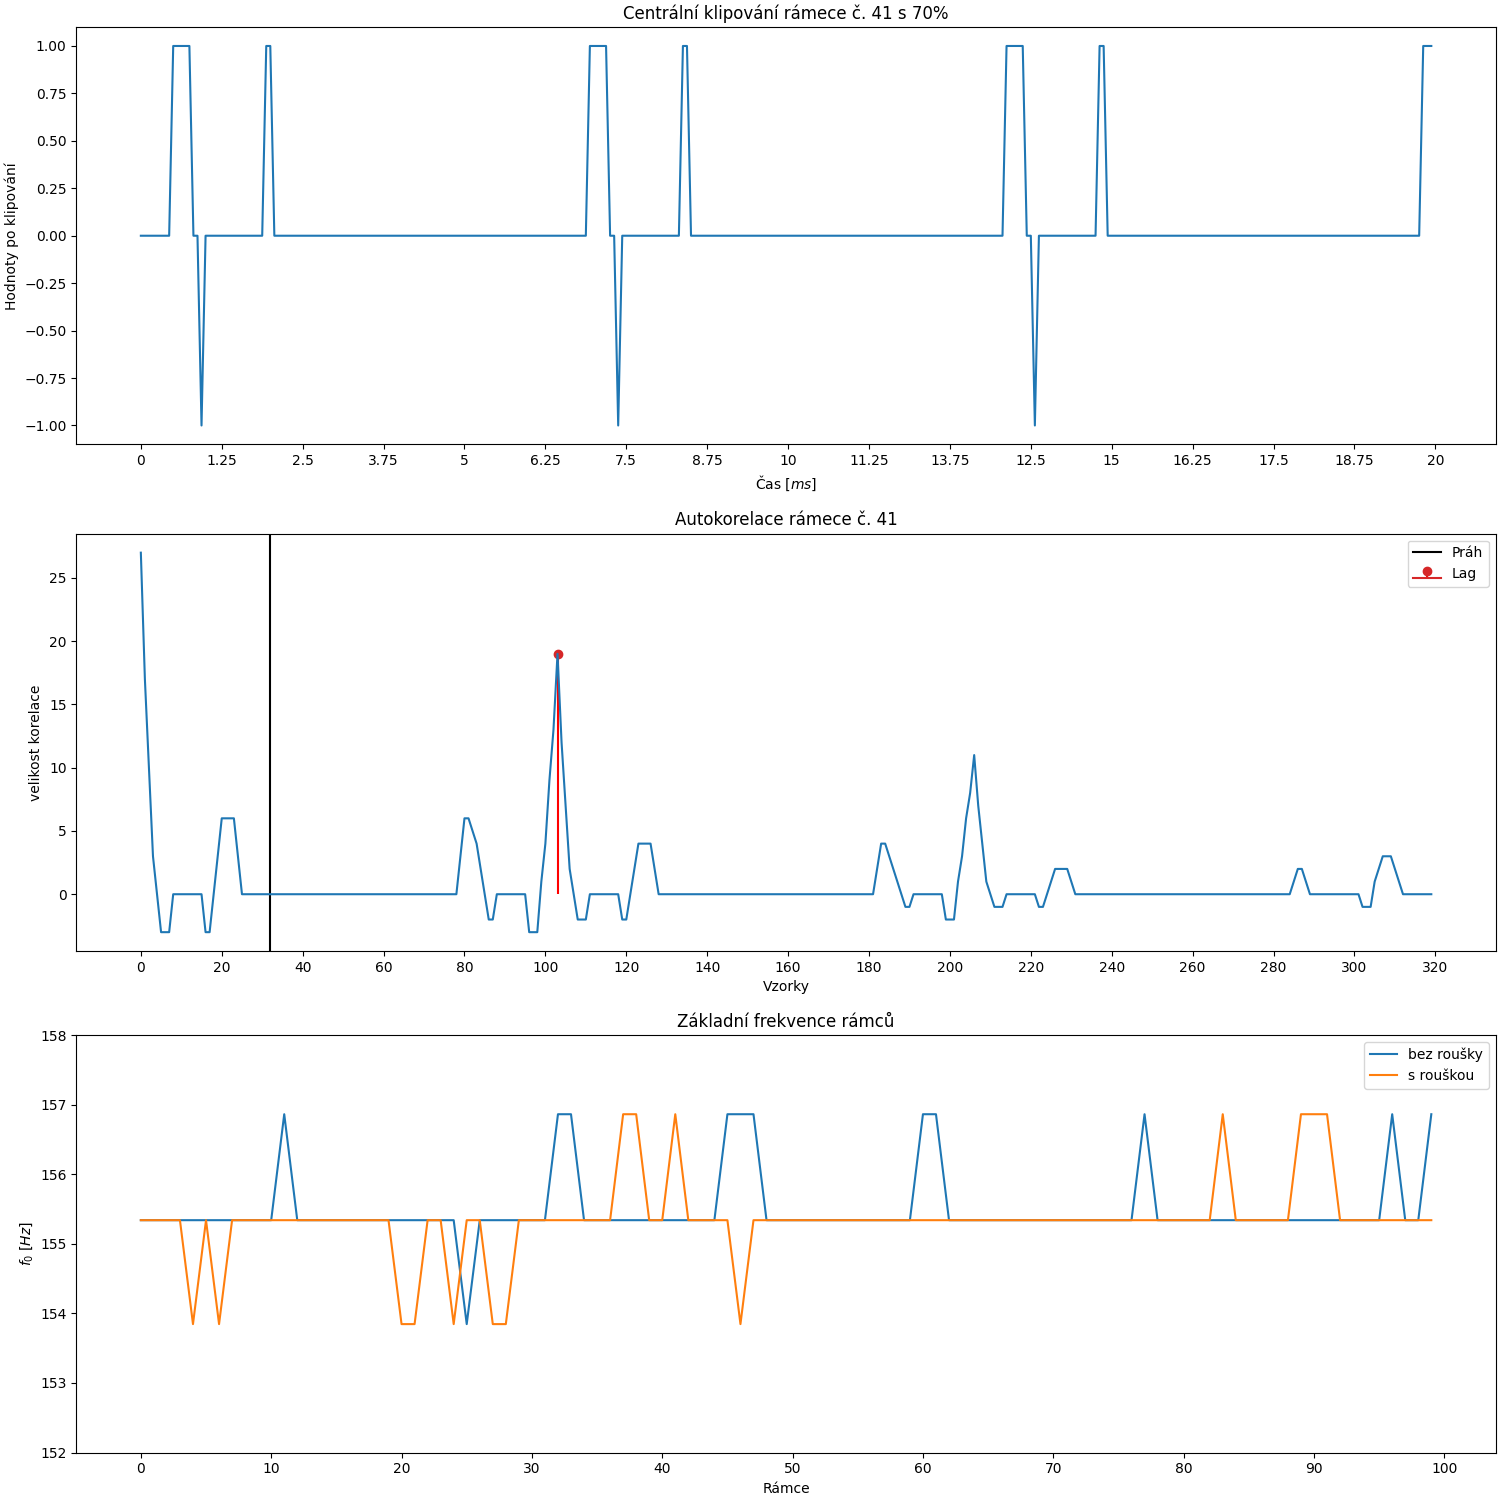 Centrální klipování rámece č. 41 s 70%
Hodnoty po klipování
1.00
0.75
0.50
0.25
0.00
−0.25
−0.50
−0.75
−1.00
0 1.25 2.5 3.75 5 6.25 7.5 8.75 10 11.25 13.75 12.5 15 16.25 17.5 18.75 20
Čas [ms]
Autokorelace rámece č. 41
velikost korelace
25
20
15
10
5
0
Práh
Lag
0 20 40 60 80 100 120 140 160 180 200 220 240 260 280 300 320
Vzorky
Základní frekvence rámců
f0 [Hz]
158
157
156
155
154
153
152
bez roušky
s rouškou
0 10 20 30 40 50 60 70 80 90 100
Rámce